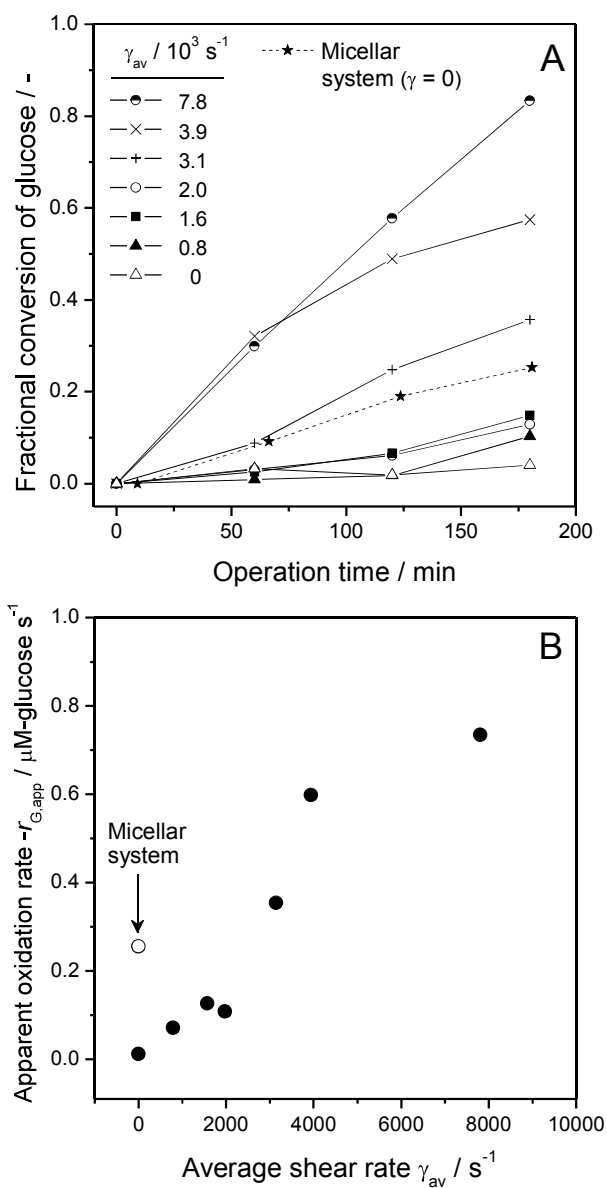 A
γav / 10³ s⁻¹
7.8
3.9
3.1
2.0
1.6
0.8
0
Micellar
system (γ = 0)
Fractional conversion of glucose / -
1.0
0.8
0.6
0.4
0.2
0.0
0 50 100 150 200
Operation time / min
B
Apparent oxidation rate -rG,app / μM-glucose s⁻¹
1.0
0.8
0.6
0.4
0.2
0.0
Micellar
system
0 2000 4000 6000 8000 10000
Average shear rate γav / s⁻¹